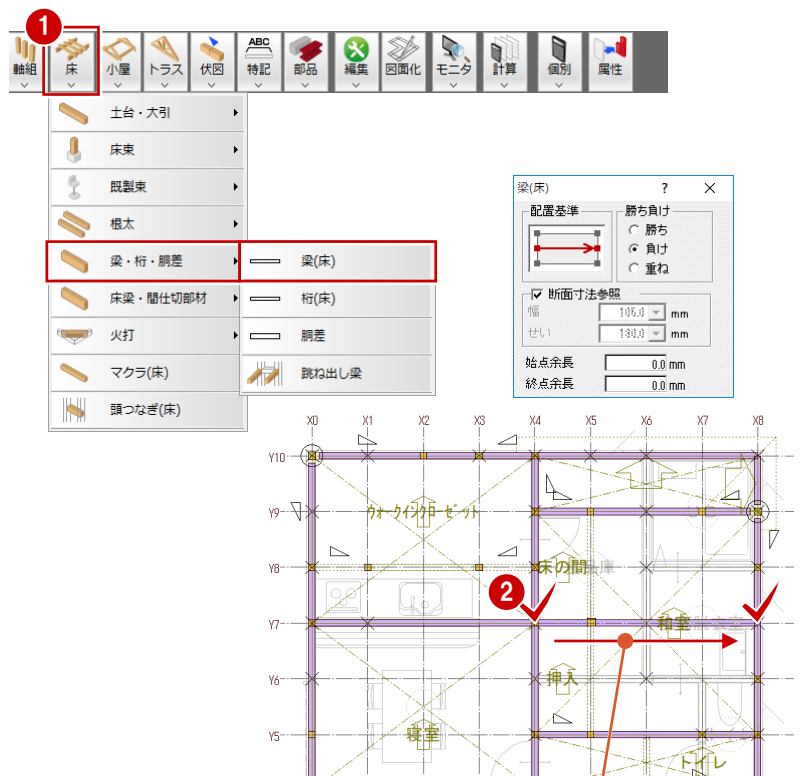 1
ABC
軸組 床 小屋 トラス 伏図 特記 部品 編集 図面化 モニタ 計算 個別 属性
土台・大引
床束
既製束
根太
梁・桁・胴差
床梁・間仕切部材
火打
マクラ(床)
頭つなぎ(床)
梁(床)
桁(床)
胴差
跳ね出し梁
梁(床) ? ×
配置基準
勝ち負け
勝ち
負け
重ね
断面寸法参照
幅 105.0 mm
せい 180.0 mm
始点余長 0.0 mm
終点余長 0.0 mm
X0 X1 X2 X3 X4 X5 X6 X7 X8
Y10
Y9 ウォークインクローゼット
Y8 床の間 庫
2
Y7 和室 脱衣室
Y6 押入
Y5 寝室
トイレ